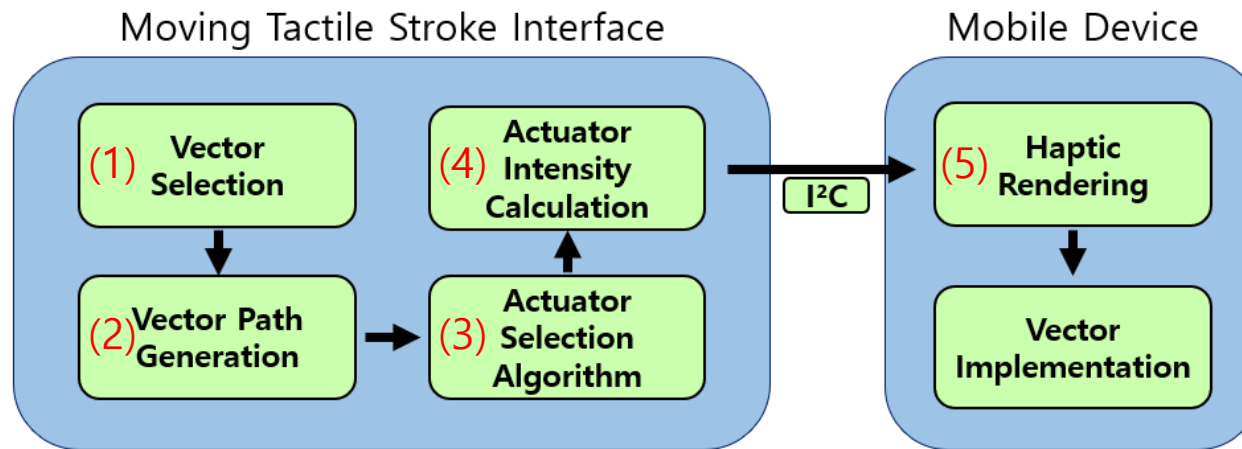 Moving Tactile Stroke Interface
Mobile Device
(1) Vector
Selection
(2) Vector Path
Generation
(3) Actuator
Selection
Algorithm
(4) Actuator
Intensity
Calculation
I²C
(5) Haptic
Rendering
Vector
Implementation